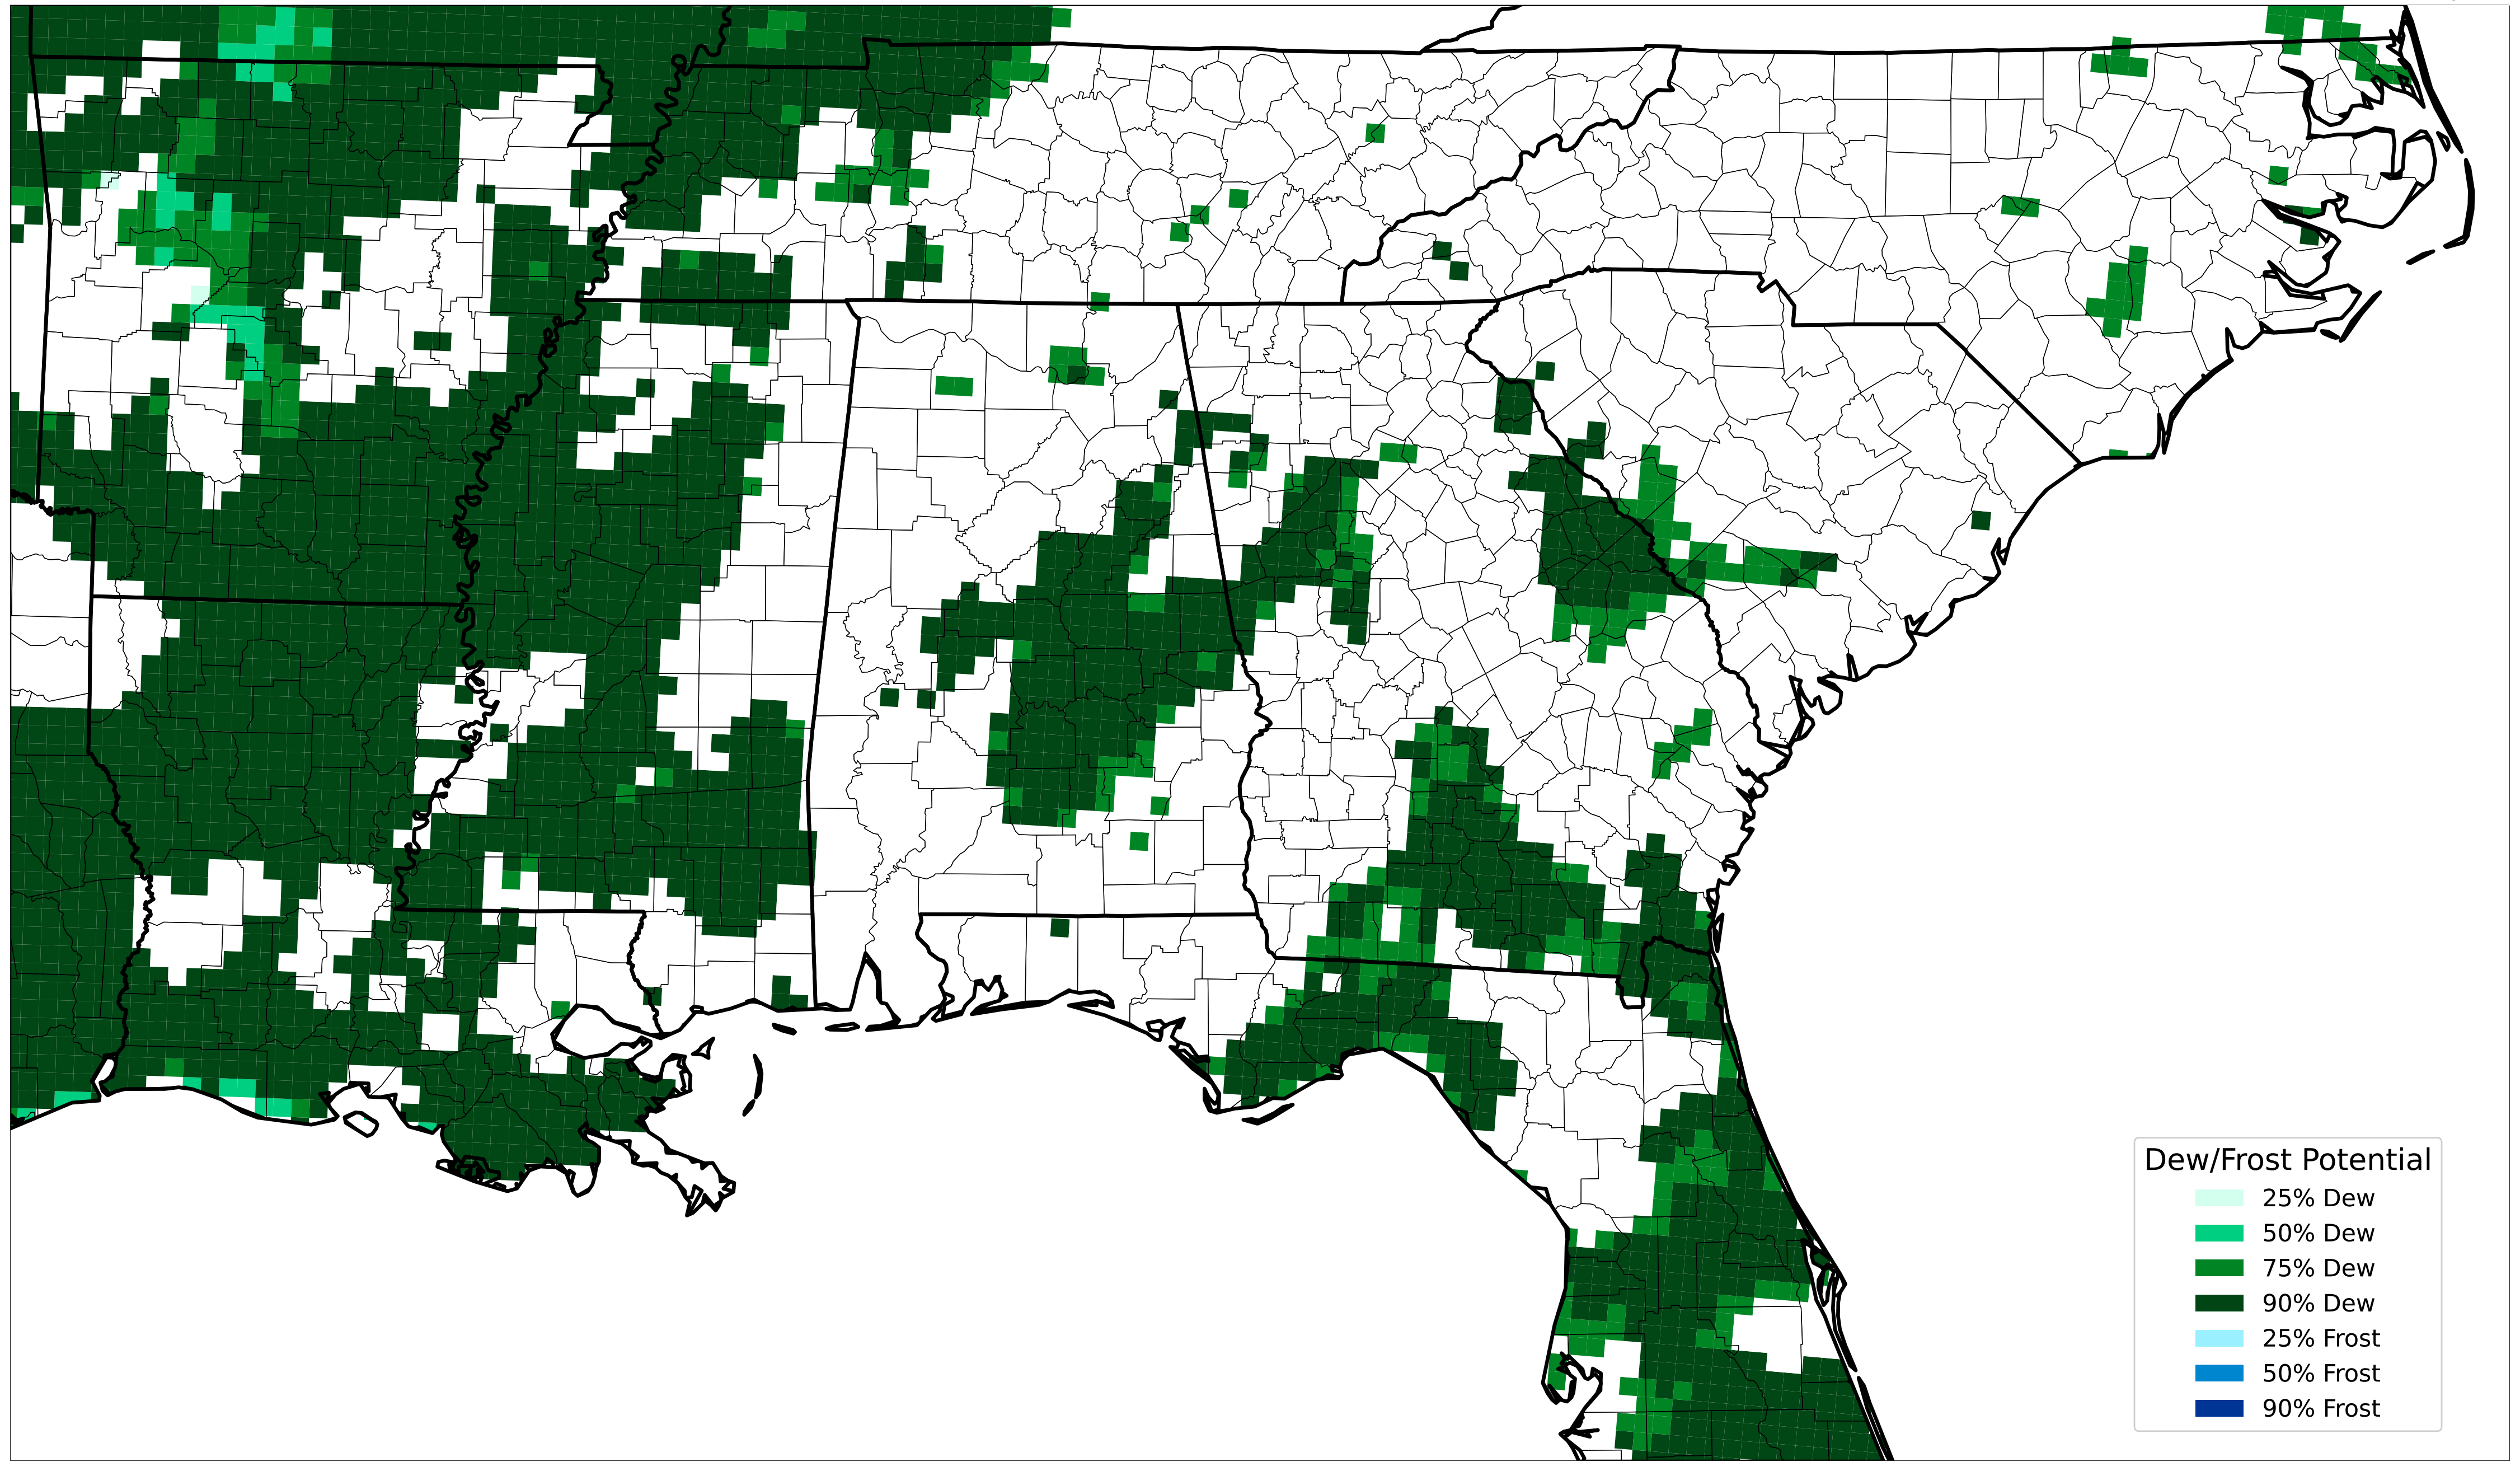 Dew/Frost Potential
25% Dew
50% Dew
75% Dew
90% Dew
25% Frost
50% Frost
90% Frost